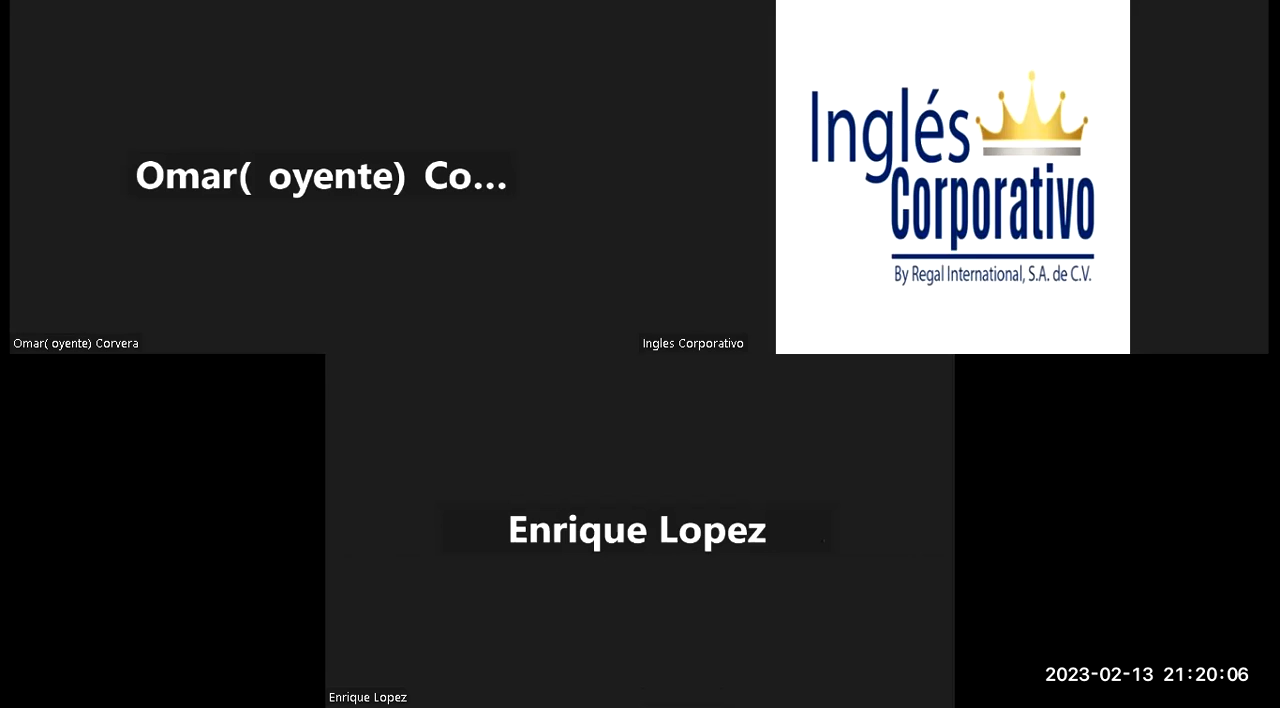 Omar( oyente) Co...
Omar( oyente) Corvera
Inglés
Corporativo
By Regal International, S.A. de C.V.
Ingles Corporativo
Enrique Lopez
Enrique Lopez
2023-02-13 21:20:06